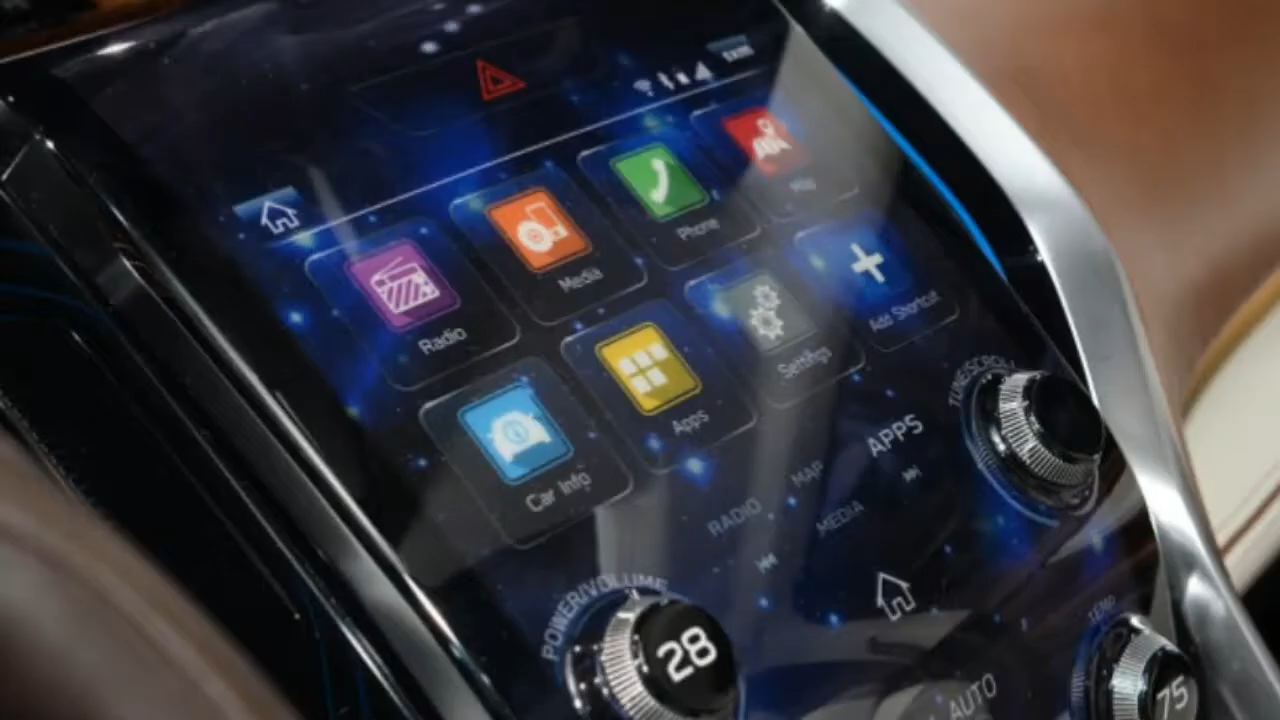 Radio
Media
Phone
Map
Car Info
Apps
Settings
Add Shortcut
TUNE/SCROLL
APPS
MAP
RADIO
MEDIA
POWER/VOLUME
28
TEMP
75
AUTO